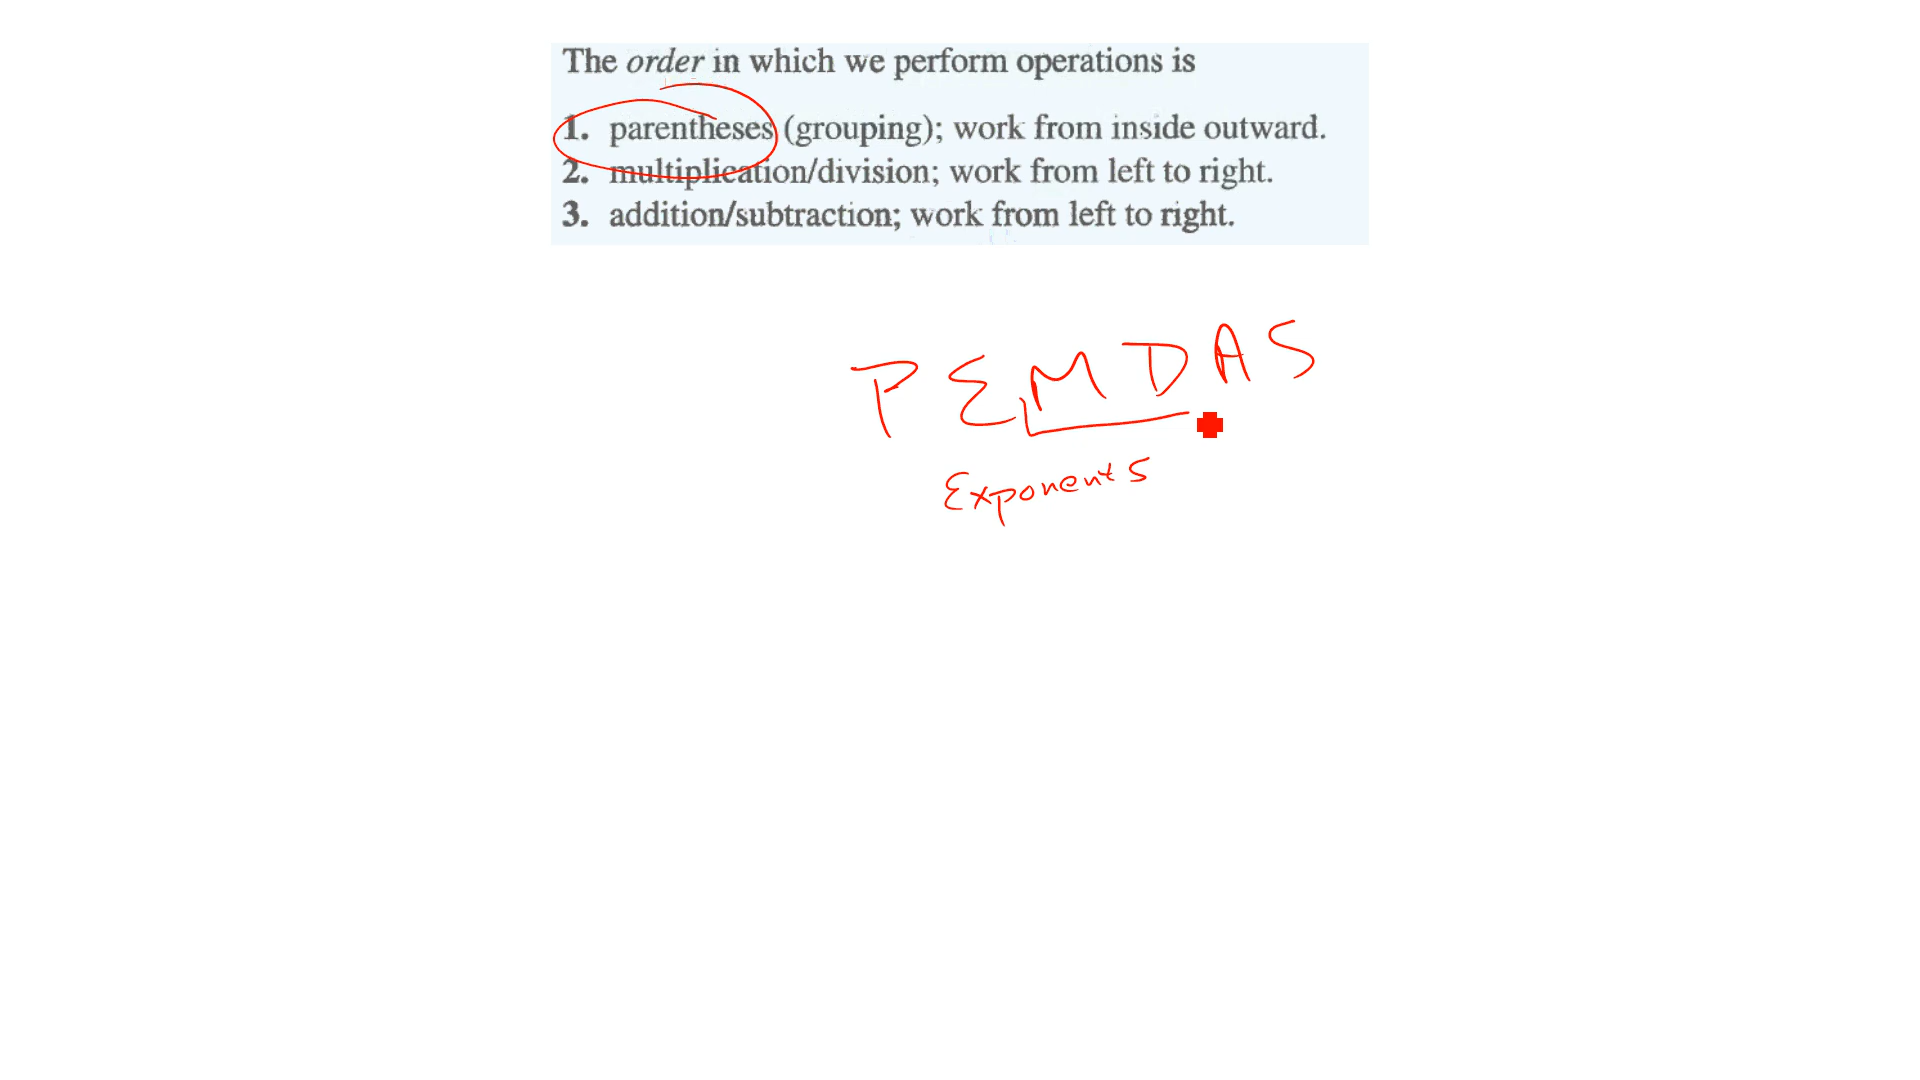 The order in which we perform operations is
1. parentheses (grouping); work from inside outward.
2. multiplication/division; work from left to right.
3. addition/subtraction; work from left to right.
PEMDAS
Exponents